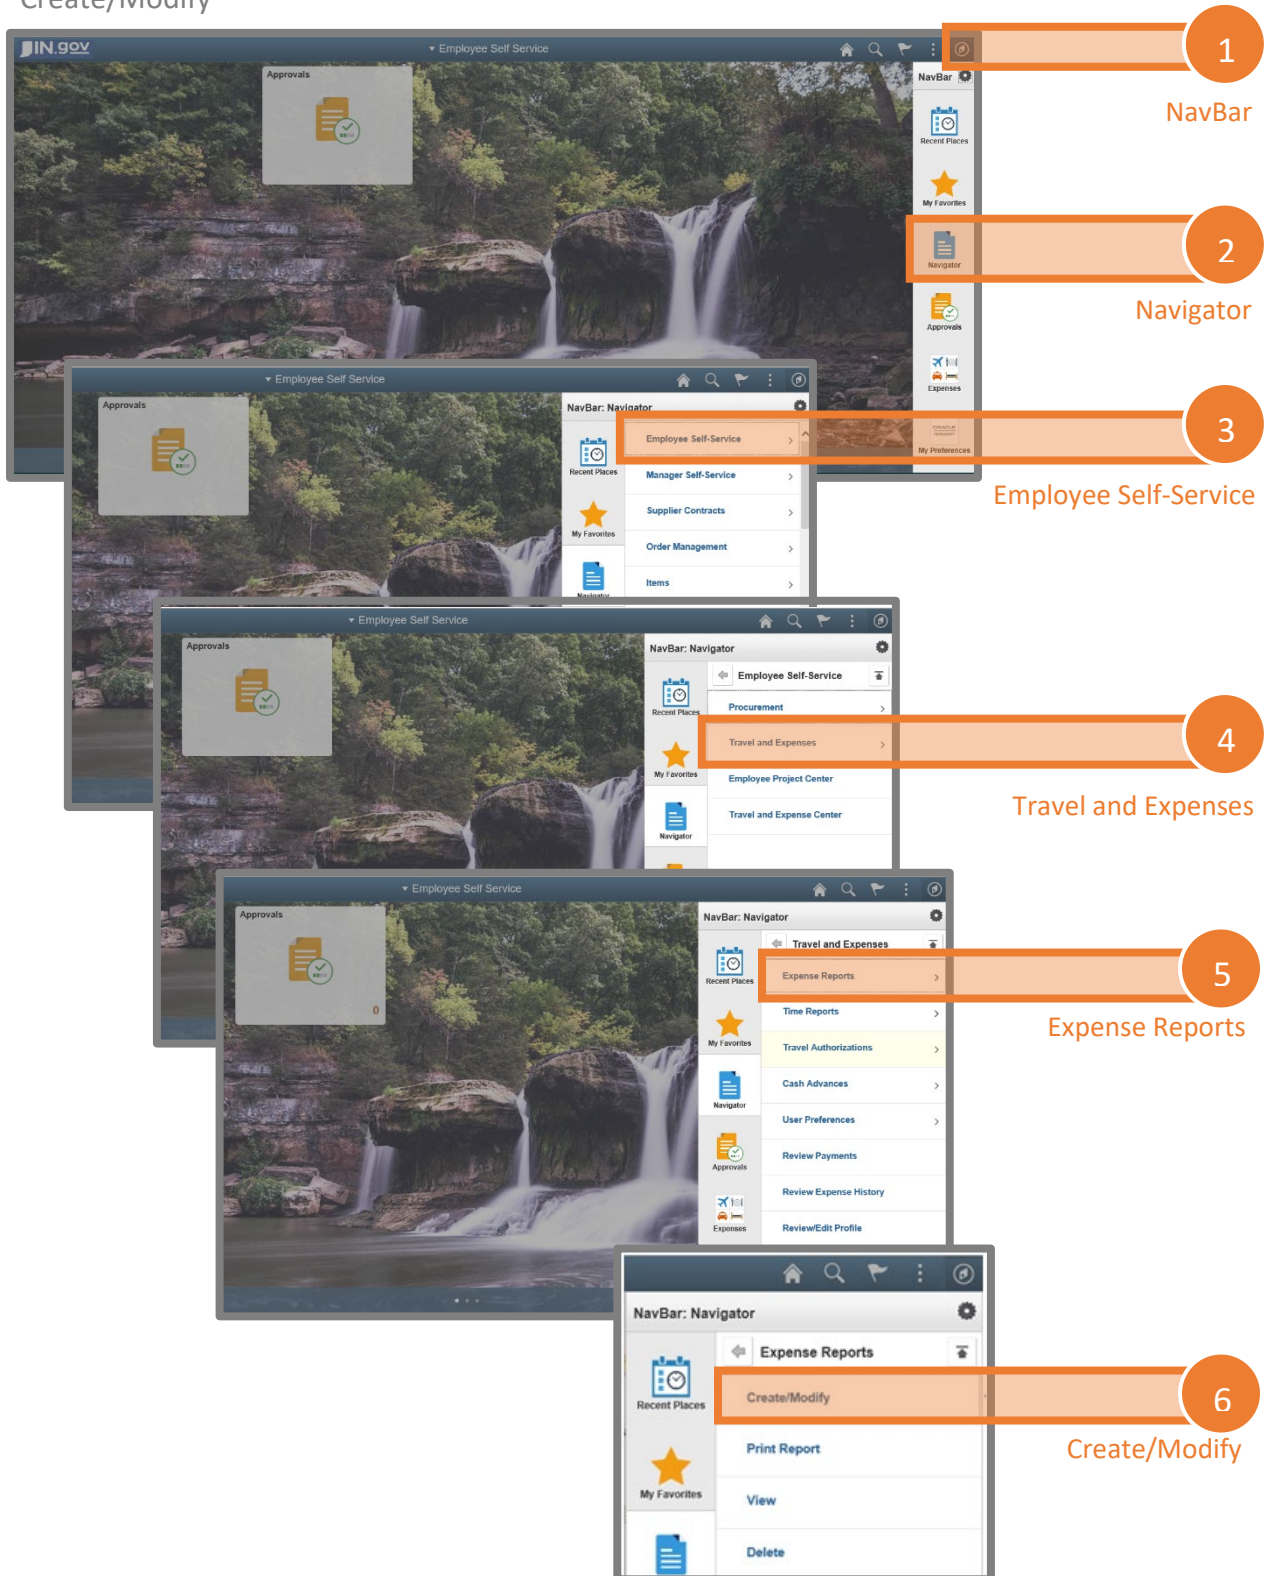 Create/Modify
IN.gov
Employee Self Service
1
Approvals
NavBar
NavBar
Recent Places
My Favorites
2
Navigator
Navigator
Approvals
Expenses
My Preferences
Employee Self Service
Approvals
NavBar: Navigator
3
Employee Self-Service
Employee Self-Service
Recent Places
Manager Self-Service
Supplier Contracts
My Favorites
Order Management
Items
Navigator
Employee Self Service
Approvals
NavBar: Navigator
Employee Self-Service
Recent Places
Procurement
4
Travel and Expenses
Travel and Expenses
My Favorites
Employee Project Center
Travel and Expense Center
Navigator
Employee Self Service
Approvals
0
NavBar: Navigator
Travel and Expenses
5
Expense Reports
Expense Reports
Recent Places
Time Reports
My Favorites
Travel Authorizations
Cash Advances
Navigator
User Preferences
Review Payments
Approvals
Review Expense History
Expenses
Review/Edit Profile
NavBar: Navigator
Expense Reports
6
Create/Modify
Create/Modify
Recent Places
Print Report
My Favorites
View
Delete